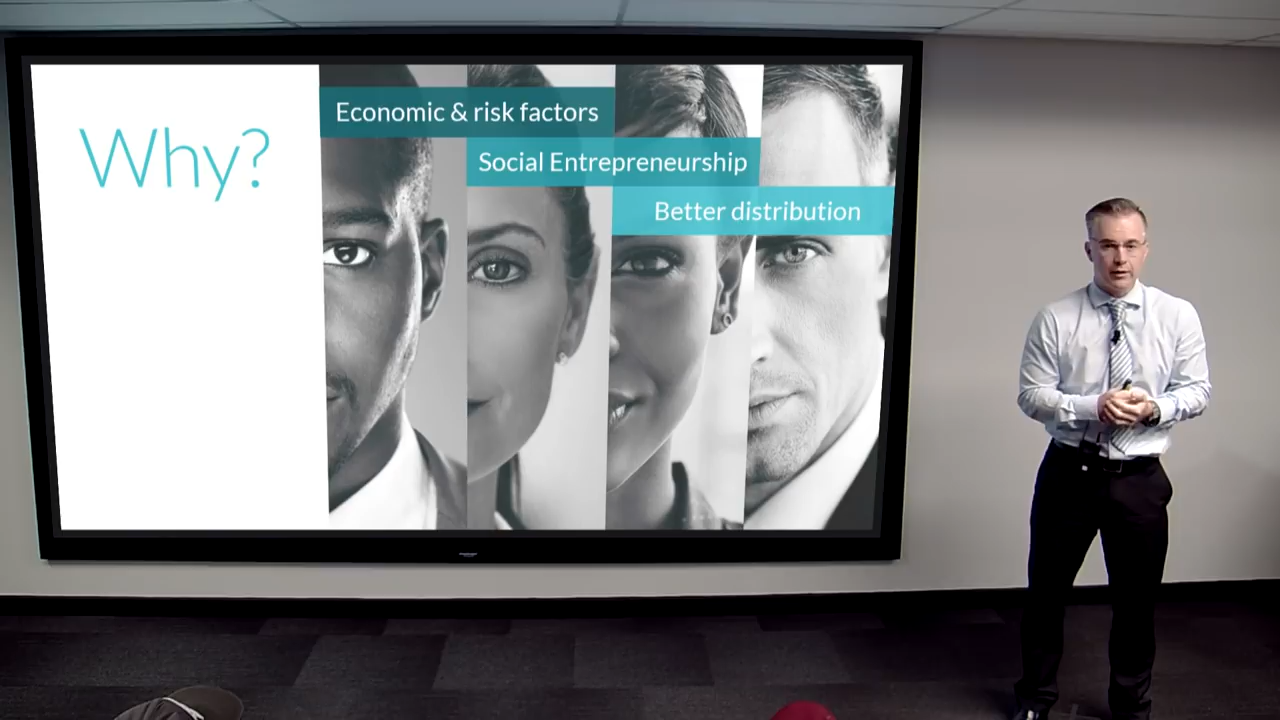 Why?
Economic & risk factors
Social Entrepreneurship
Better distribution